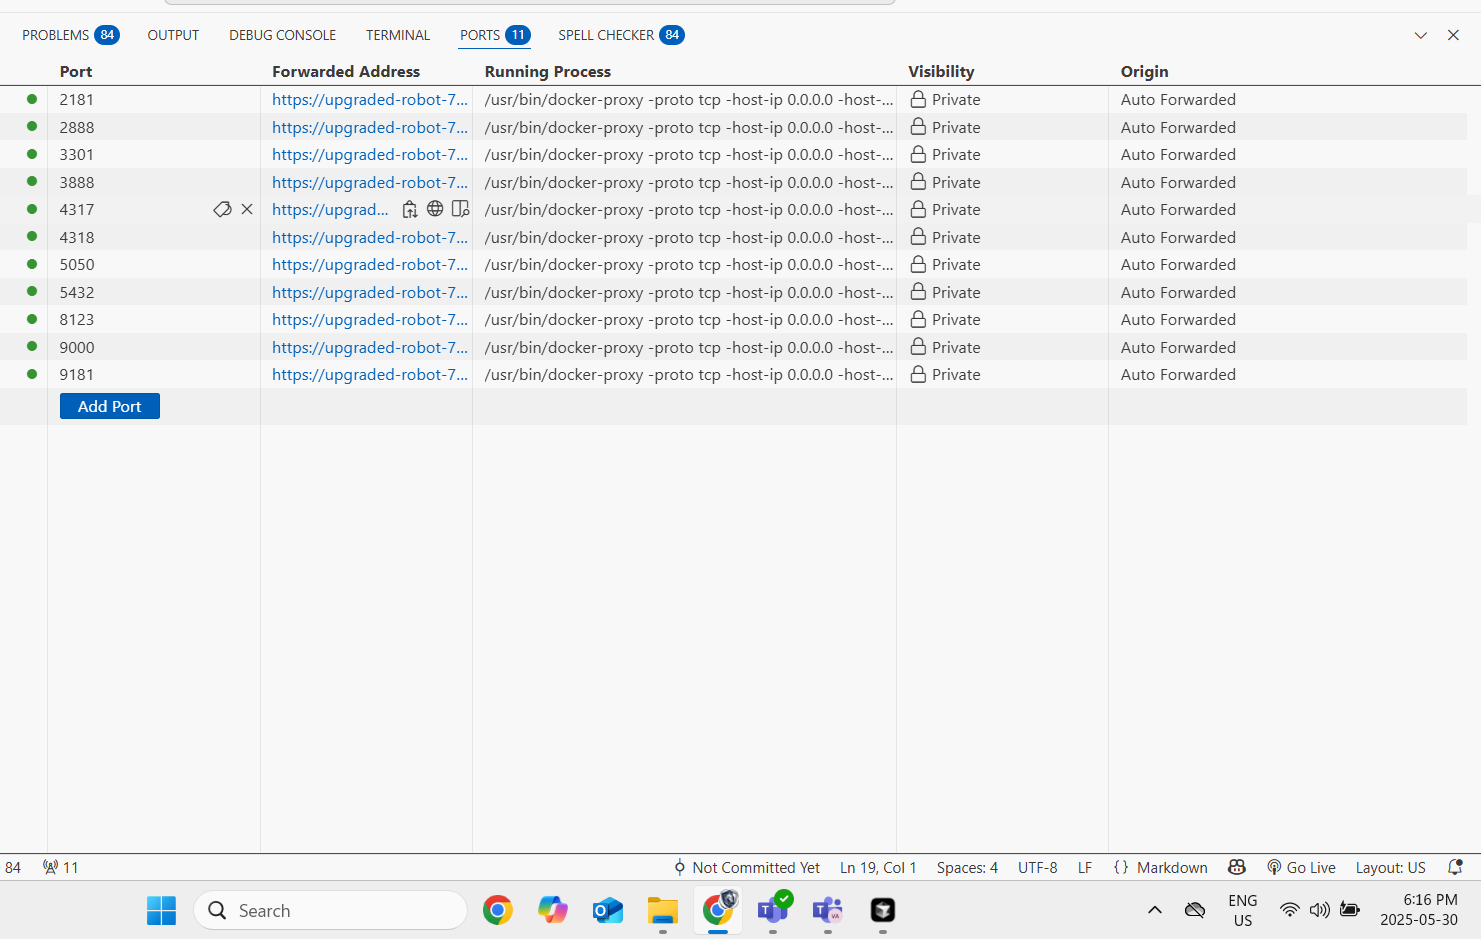 PROBLEMS 84 OUTPUT DEBUG CONSOLE TERMINAL PORTS 11 SPELL CHECKER 84
Port Forwarded Address Running Process Visibility Origin
2181 https://upgraded-robot-7... /usr/bin/docker-proxy -proto tcp -host-ip 0.0.0.0 -host-... Private Auto Forwarded
2888 https://upgraded-robot-7... /usr/bin/docker-proxy -proto tcp -host-ip 0.0.0.0 -host-... Private Auto Forwarded
3301 https://upgraded-robot-7... /usr/bin/docker-proxy -proto tcp -host-ip 0.0.0.0 -host-... Private Auto Forwarded
3888 https://upgraded-robot-7... /usr/bin/docker-proxy -proto tcp -host-ip 0.0.0.0 -host-... Private Auto Forwarded
4317 https://upgrad... /usr/bin/docker-proxy -proto tcp -host-ip 0.0.0.0 -host-... Private Auto Forwarded
4318 https://upgraded-robot-7... /usr/bin/docker-proxy -proto tcp -host-ip 0.0.0.0 -host-... Private Auto Forwarded
5050 https://upgraded-robot-7... /usr/bin/docker-proxy -proto tcp -host-ip 0.0.0.0 -host-... Private Auto Forwarded
5432 https://upgraded-robot-7... /usr/bin/docker-proxy -proto tcp -host-ip 0.0.0.0 -host-... Private Auto Forwarded
8123 https://upgraded-robot-7... /usr/bin/docker-proxy -proto tcp -host-ip 0.0.0.0 -host-... Private Auto Forwarded
9000 https://upgraded-robot-7... /usr/bin/docker-proxy -proto tcp -host-ip 0.0.0.0 -host-... Private Auto Forwarded
9181 https://upgraded-robot-7... /usr/bin/docker-proxy -proto tcp -host-ip 0.0.0.0 -host-... Private Auto Forwarded
Add Port
84 11 Not Committed Yet Ln 19, Col 1 Spaces: 4 UTF-8 LF {} Markdown Go Live Layout: US
Search ENG 6:16 PM
US 2025-05-30